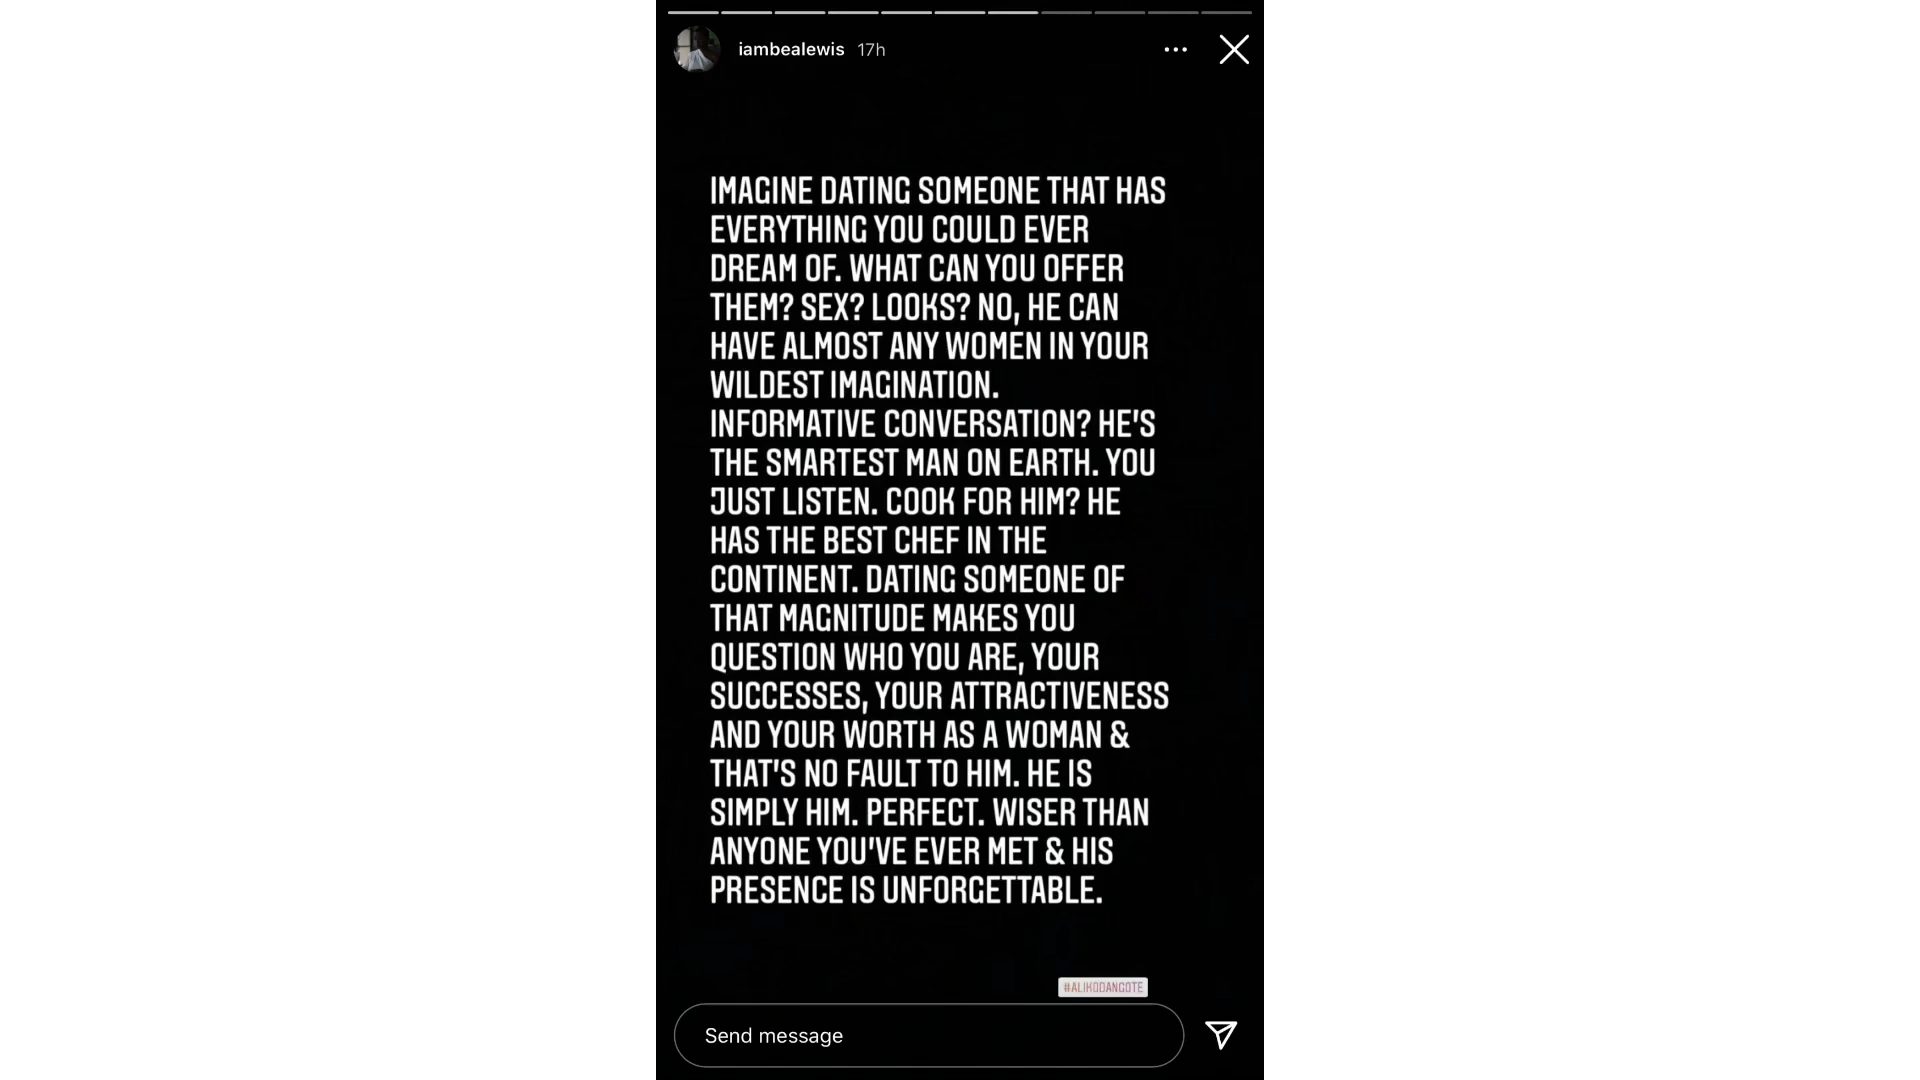 iambealewis 17h
IMAGINE DATING SOMEONE THAT HAS
EVERYTHING YOU COULD EVER
DREAM OF. WHAT CAN YOU OFFER
THEM? SEX? LOOKS? NO, HE CAN
HAVE ALMOST ANY WOMEN IN YOUR
WILDEST IMAGINATION.
INFORMATIVE CONVERSATION? HE'S
THE SMARTEST MAN ON EARTH. YOU
JUST LISTEN. COOK FOR HIM? HE
HAS THE BEST CHEF IN THE
CONTINENT. DATING SOMEONE OF
THAT MAGNITUDE MAKES YOU
QUESTION WHO YOU ARE, YOUR
SUCCESSES, YOUR ATTRACTIVENESS
AND YOUR WORTH AS A WOMAN &
THAT'S NO FAULT TO HIM. HE IS
SIMPLY HIM. PERFECT. WISER THAN
ANYONE YOU'VE EVER MET & HIS
PRESENCE IS UNFORGETTABLE.
#ALIKODANGOTE
Send message